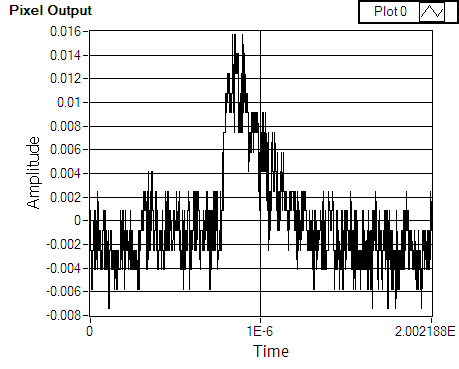 Pixel Output
Plot 0
0.016
0.014
0.012
0.01
0.008
0.006
0.004
0.002
0
-0.002
-0.004
-0.006
-0.008
Amplitude
0
1E-6
2.002188E
Time